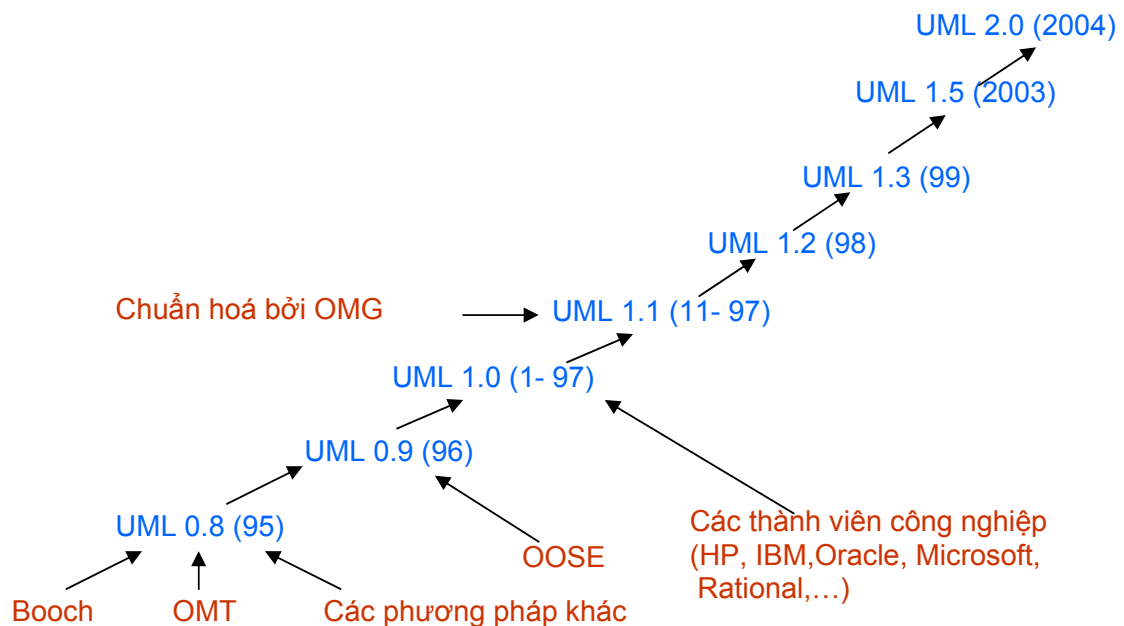 UML 2.0 (2004)
UML 1.5 (2003)
UML 1.3 (99)
UML 1.2 (98)
Chuẩn hoá bởi OMG
UML 1.1 (11- 97)
UML 1.0 (1- 97)
UML 0.9 (96)
UML 0.8 (95)
Các thành viên công nghiệp
(HP, IBM,Oracle, Microsoft,
Rational,…)
OOSE
Booch
OMT
Các phương pháp khác